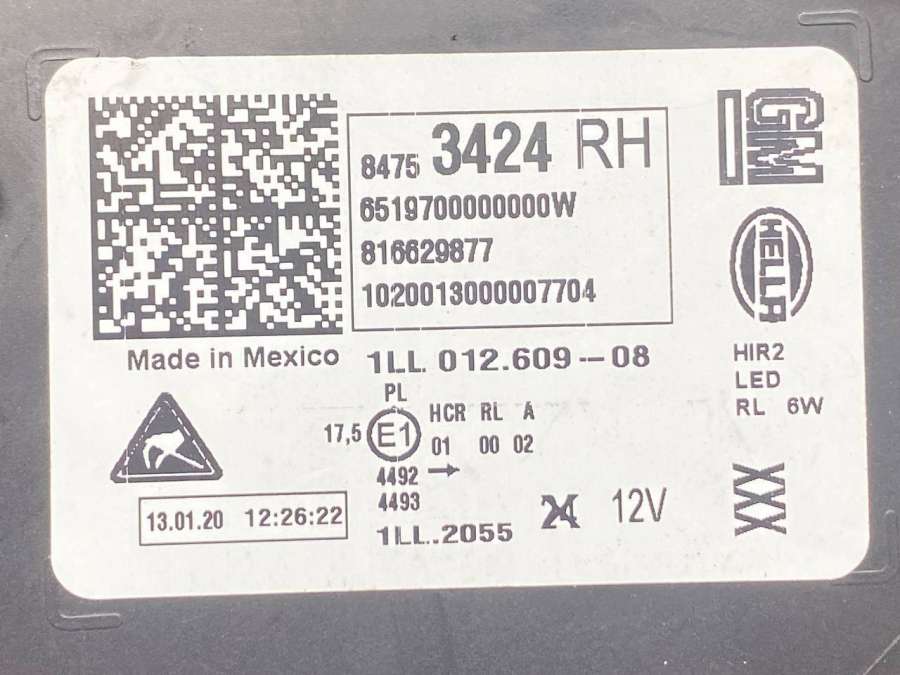 8475 3424 RH
6519700000000W
816629877
1020013000007704
GM
HELLA
Made in Mexico
1LL. 012.609--08
HIR2
LED
RL 6W
PL
HCR RL A
17,5 E1 01 00 02
4492
4493
13.01.20 12:26:22
1LL..2055
24 12V
XXX